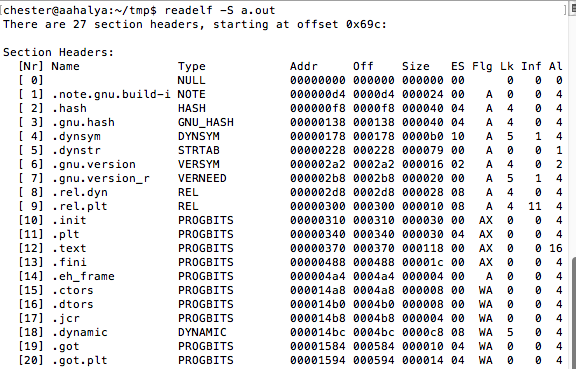 chester@aahalya:~/tmp$ readelf -S a.out
There are 27 section headers, starting at offset 0x69c:
Section Headers:
[Nr] Name Type Addr Off Size ES Flg Lk Inf Al
[ 0] NULL 00000000 000000 000000 00 0 0 0
[ 1] .note.gnu.build-i NOTE 000000d4 0000d4 000024 00 A 0 0 4
[ 2] .hash HASH 000000f8 0000f8 000040 04 A 4 0 4
[ 3] .gnu.hash GNU_HASH 00000138 000138 000040 04 A 4 0 4
[ 4] .dynsym DYNSYM 00000178 000178 0000b0 10 A 5 1 4
[ 5] .dynstr STRTAB 00000228 000228 000079 00 A 0 0 1
[ 6] .gnu.version VERSYM 000002a2 0002a2 000016 02 A 4 0 2
[ 7] .gnu.version_r VERNEED 000002b8 0002b8 000020 00 A 5 1 4
[ 8] .rel.dyn REL 000002d8 0002d8 000028 08 A 4 0 4
[ 9] .rel.plt REL 00000300 000300 000010 08 A 4 11 4
[10] .init PROGBITS 00000310 000310 000030 00 AX 0 0 4
[11] .plt PROGBITS 00000340 000340 000030 04 AX 0 0 4
[12] .text PROGBITS 00000370 000370 000118 00 AX 0 0 16
[13] .fini PROGBITS 00000488 000488 00001c 00 AX 0 0 4
[14] .eh_frame PROGBITS 000004a4 0004a4 000004 00 A 0 0 4
[15] .ctors PROGBITS 000014a8 0004a8 000008 00 WA 0 0 4
[16] .dtors PROGBITS 000014b0 0004b0 000008 00 WA 0 0 4
[17] .jcr PROGBITS 000014b8 0004b8 000004 00 WA 0 0 4
[18] .dynamic DYNAMIC 000014bc 0004bc 0000c8 08 WA 5 0 4
[19] .got PROGBITS 00001584 000584 000010 04 WA 0 0 4
[20] .got.plt PROGBITS 00001594 000594 000014 04 WA 0 0 4